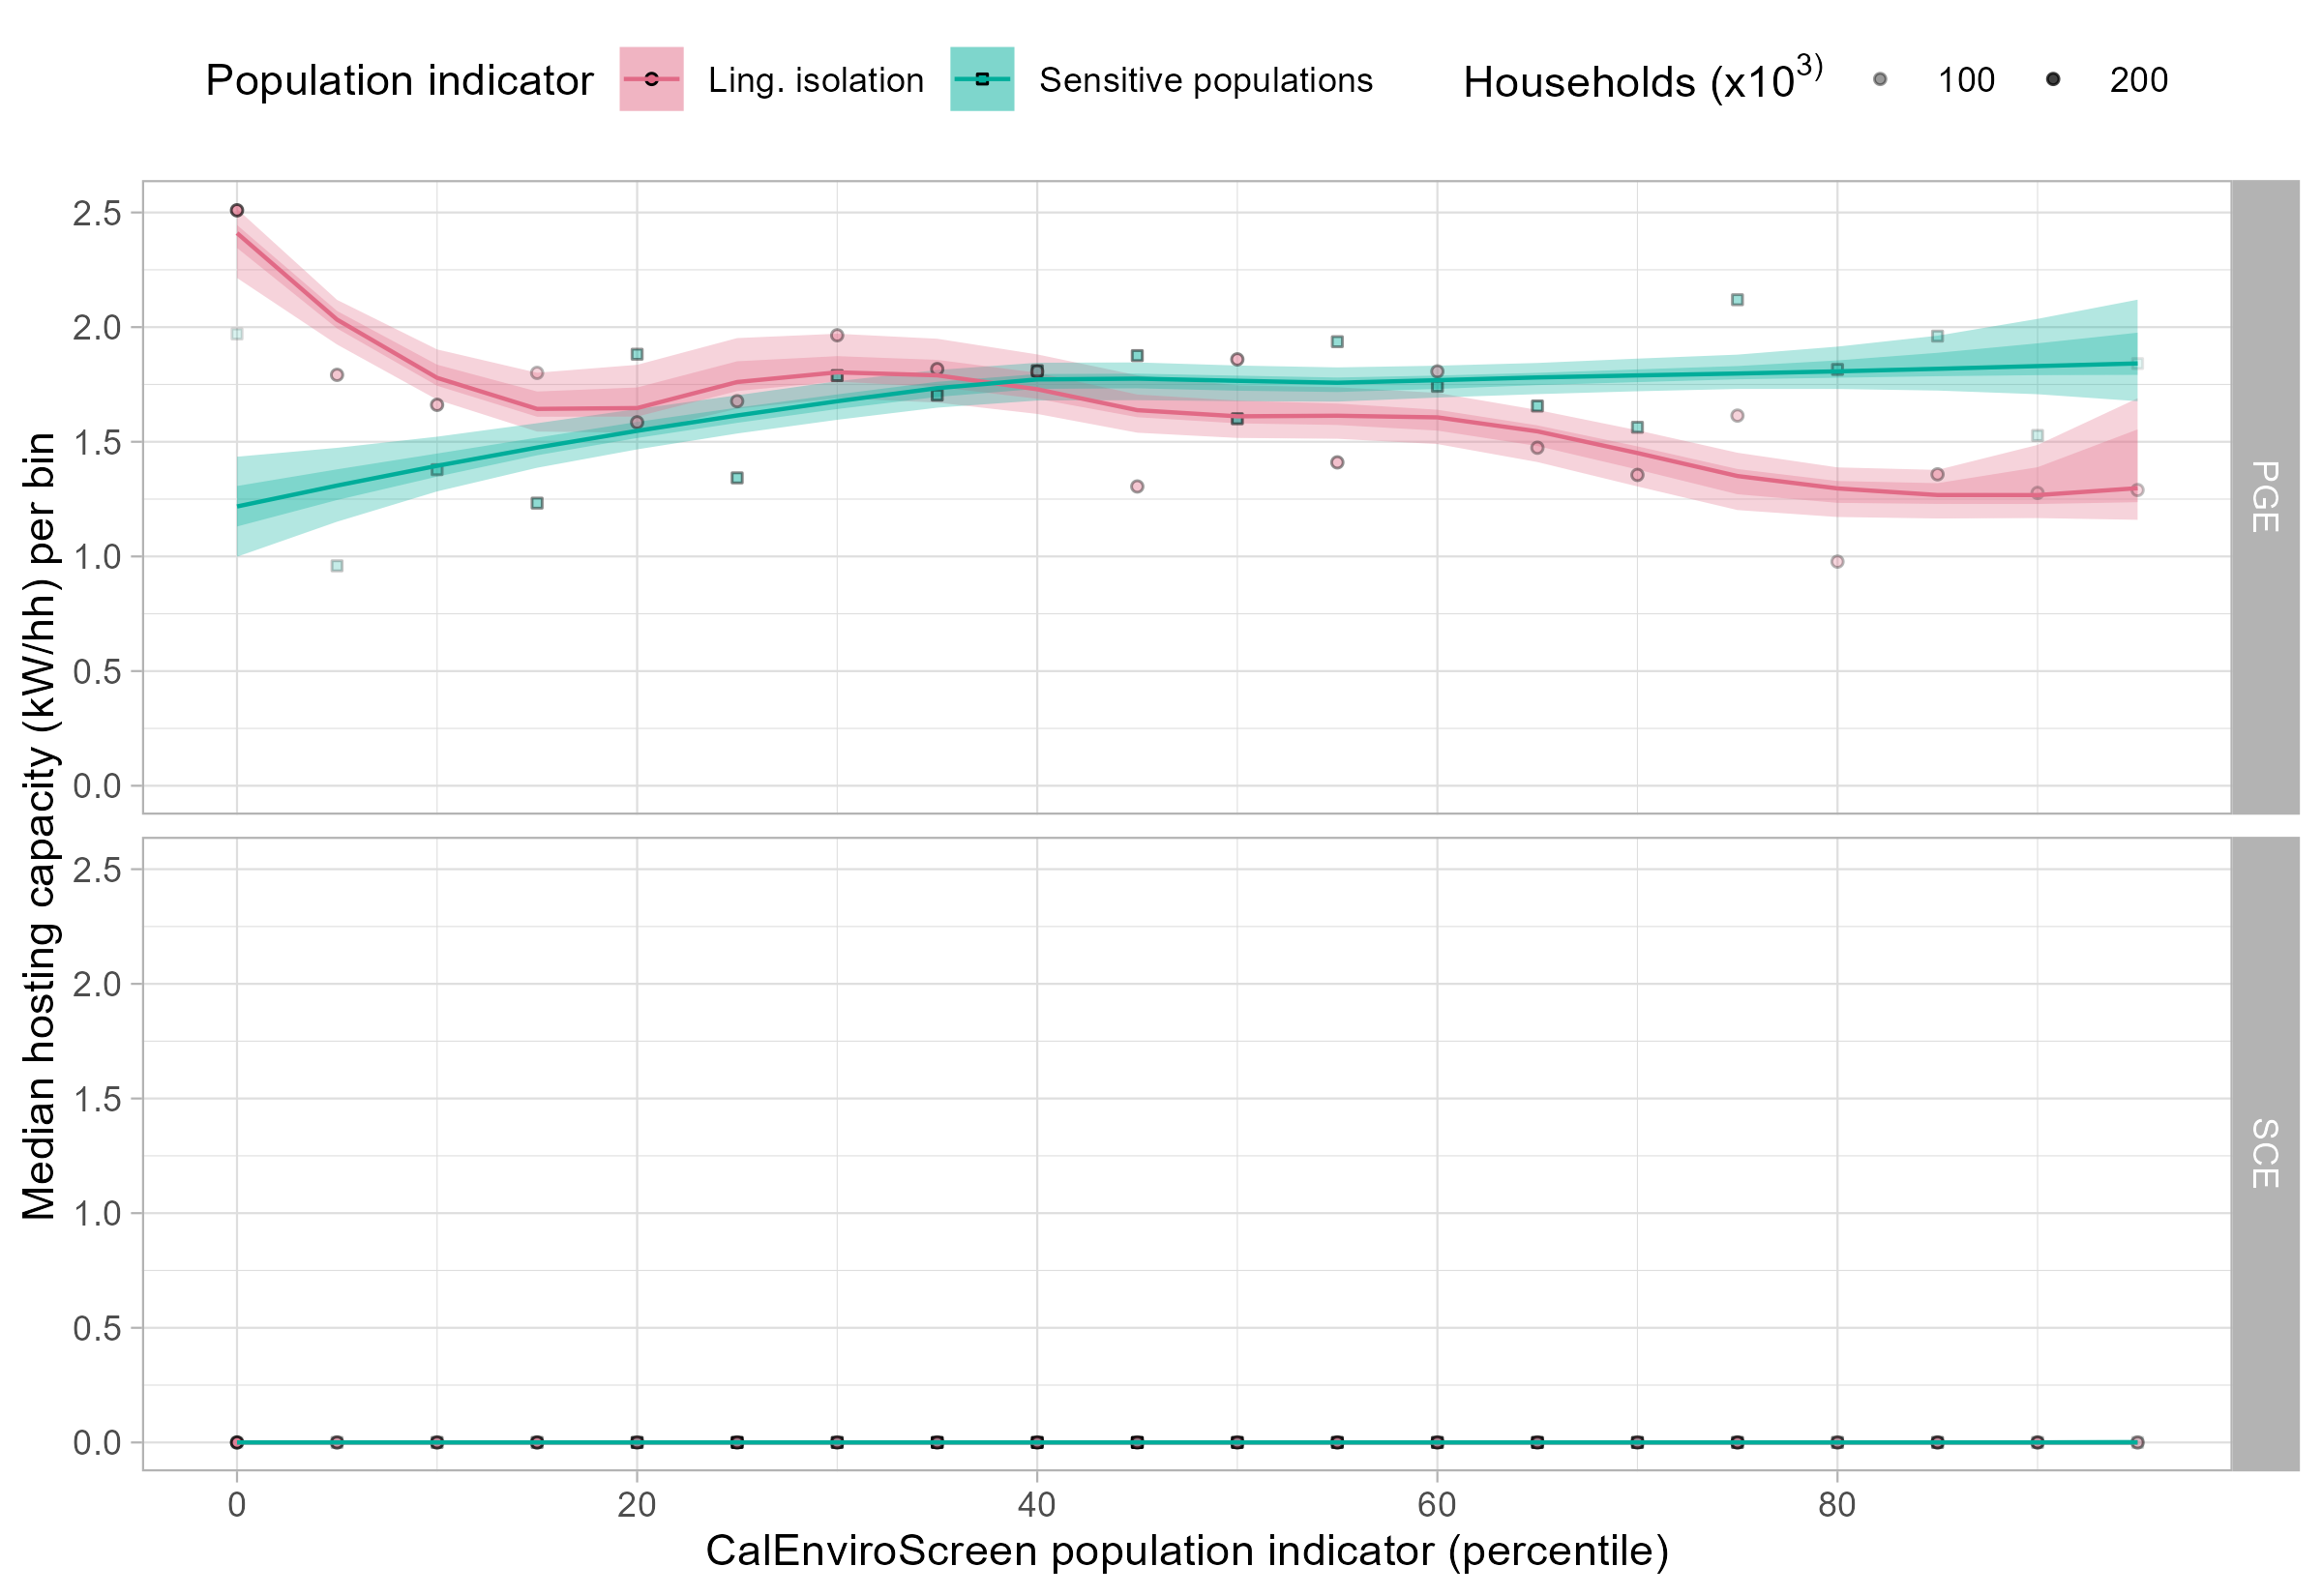 Population indicator Ling. isolation Sensitive populations Households (x10³⁾ 100 200
Median hosting capacity (kW/hh) per bin
2.5
2.0
1.5
1.0
0.5
0.0
PGE
2.5
2.0
1.5
1.0
0.5
0.0
SCE
0 20 40 60 80
CalEnviroScreen population indicator (percentile)